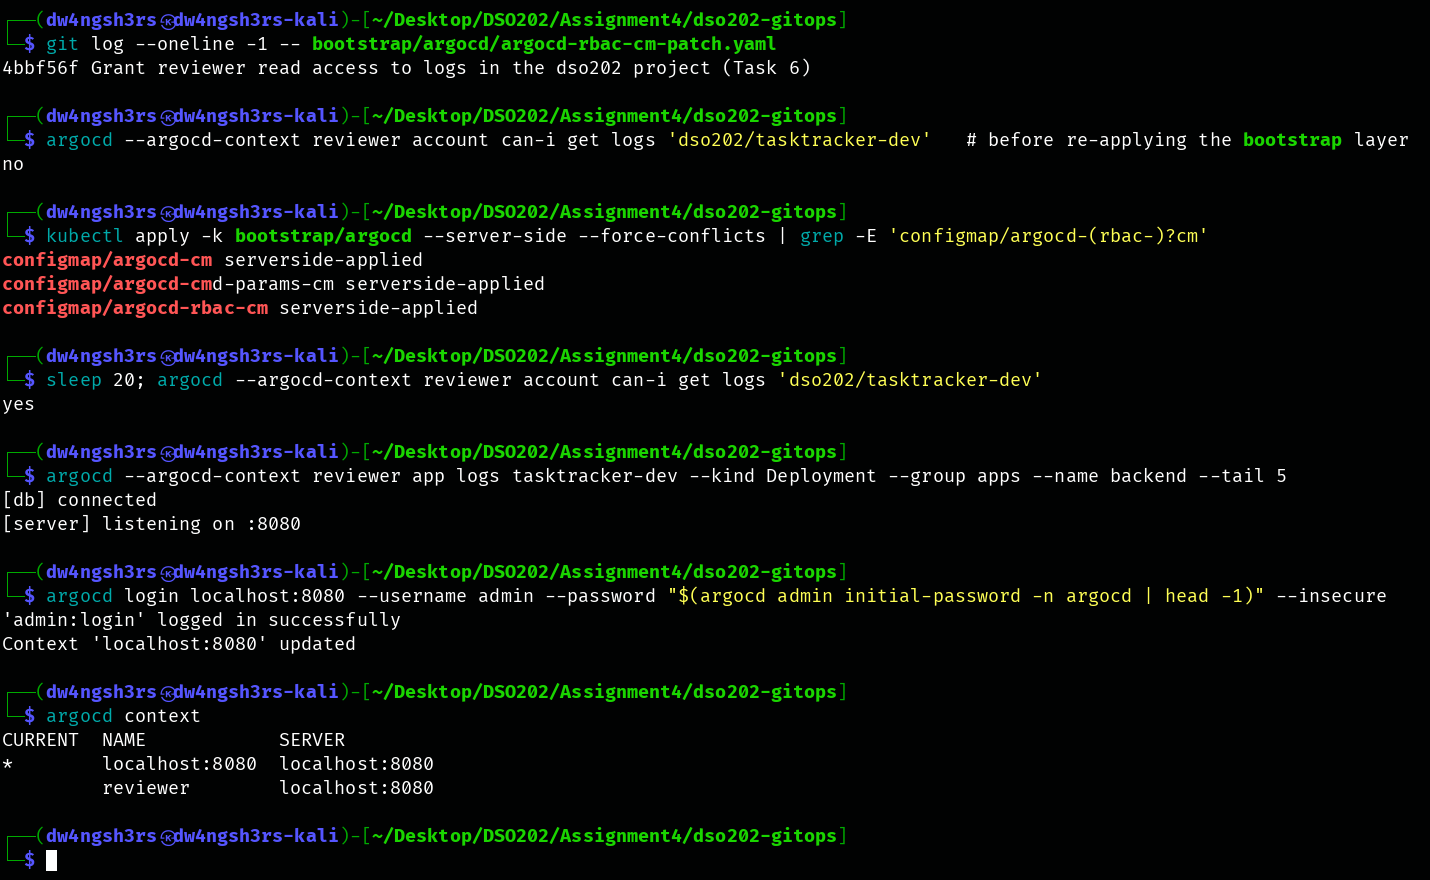 ┌──(dw4ngsh3rs㉿dw4ngsh3rs-kali)-[~/Desktop/DSO202/Assignment4/dso202-gitops]
└─$ git log --oneline -1 -- bootstrap/argocd/argocd-rbac-cm-patch.yaml
4bbf56f Grant reviewer read access to logs in the dso202 project (Task 6)
┌──(dw4ngsh3rs㉿dw4ngsh3rs-kali)-[~/Desktop/DSO202/Assignment4/dso202-gitops]
└─$ argocd --argocd-context reviewer account can-i get logs 'dso202/tasktracker-dev'   # before re-applying the bootstrap layer
no
┌──(dw4ngsh3rs㉿dw4ngsh3rs-kali)-[~/Desktop/DSO202/Assignment4/dso202-gitops]
└─$ kubectl apply -k bootstrap/argocd --server-side --force-conflicts | grep -E 'configmap/argocd-(rbac-)?cm'
configmap/argocd-cm serverside-applied
configmap/argocd-cmd-params-cm serverside-applied
configmap/argocd-rbac-cm serverside-applied
┌──(dw4ngsh3rs㉿dw4ngsh3rs-kali)-[~/Desktop/DSO202/Assignment4/dso202-gitops]
└─$ sleep 20; argocd --argocd-context reviewer account can-i get logs 'dso202/tasktracker-dev'
yes
┌──(dw4ngsh3rs㉿dw4ngsh3rs-kali)-[~/Desktop/DSO202/Assignment4/dso202-gitops]
└─$ argocd --argocd-context reviewer app logs tasktracker-dev --kind Deployment --group apps --name backend --tail 5
[db] connected
[server] listening on :8080
┌──(dw4ngsh3rs㉿dw4ngsh3rs-kali)-[~/Desktop/DSO202/Assignment4/dso202-gitops]
└─$ argocd login localhost:8080 --username admin --password "$(argocd admin initial-password -n argocd | head -1)" --insecure
'admin:login' logged in successfully
Context 'localhost:8080' updated
┌──(dw4ngsh3rs㉿dw4ngsh3rs-kali)-[~/Desktop/DSO202/Assignment4/dso202-gitops]
└─$ argocd context
CURRENT  NAME            SERVER
*        localhost:8080  localhost:8080
         reviewer        localhost:8080
┌──(dw4ngsh3rs㉿dw4ngsh3rs-kali)-[~/Desktop/DSO202/Assignment4/dso202-gitops]
└─$